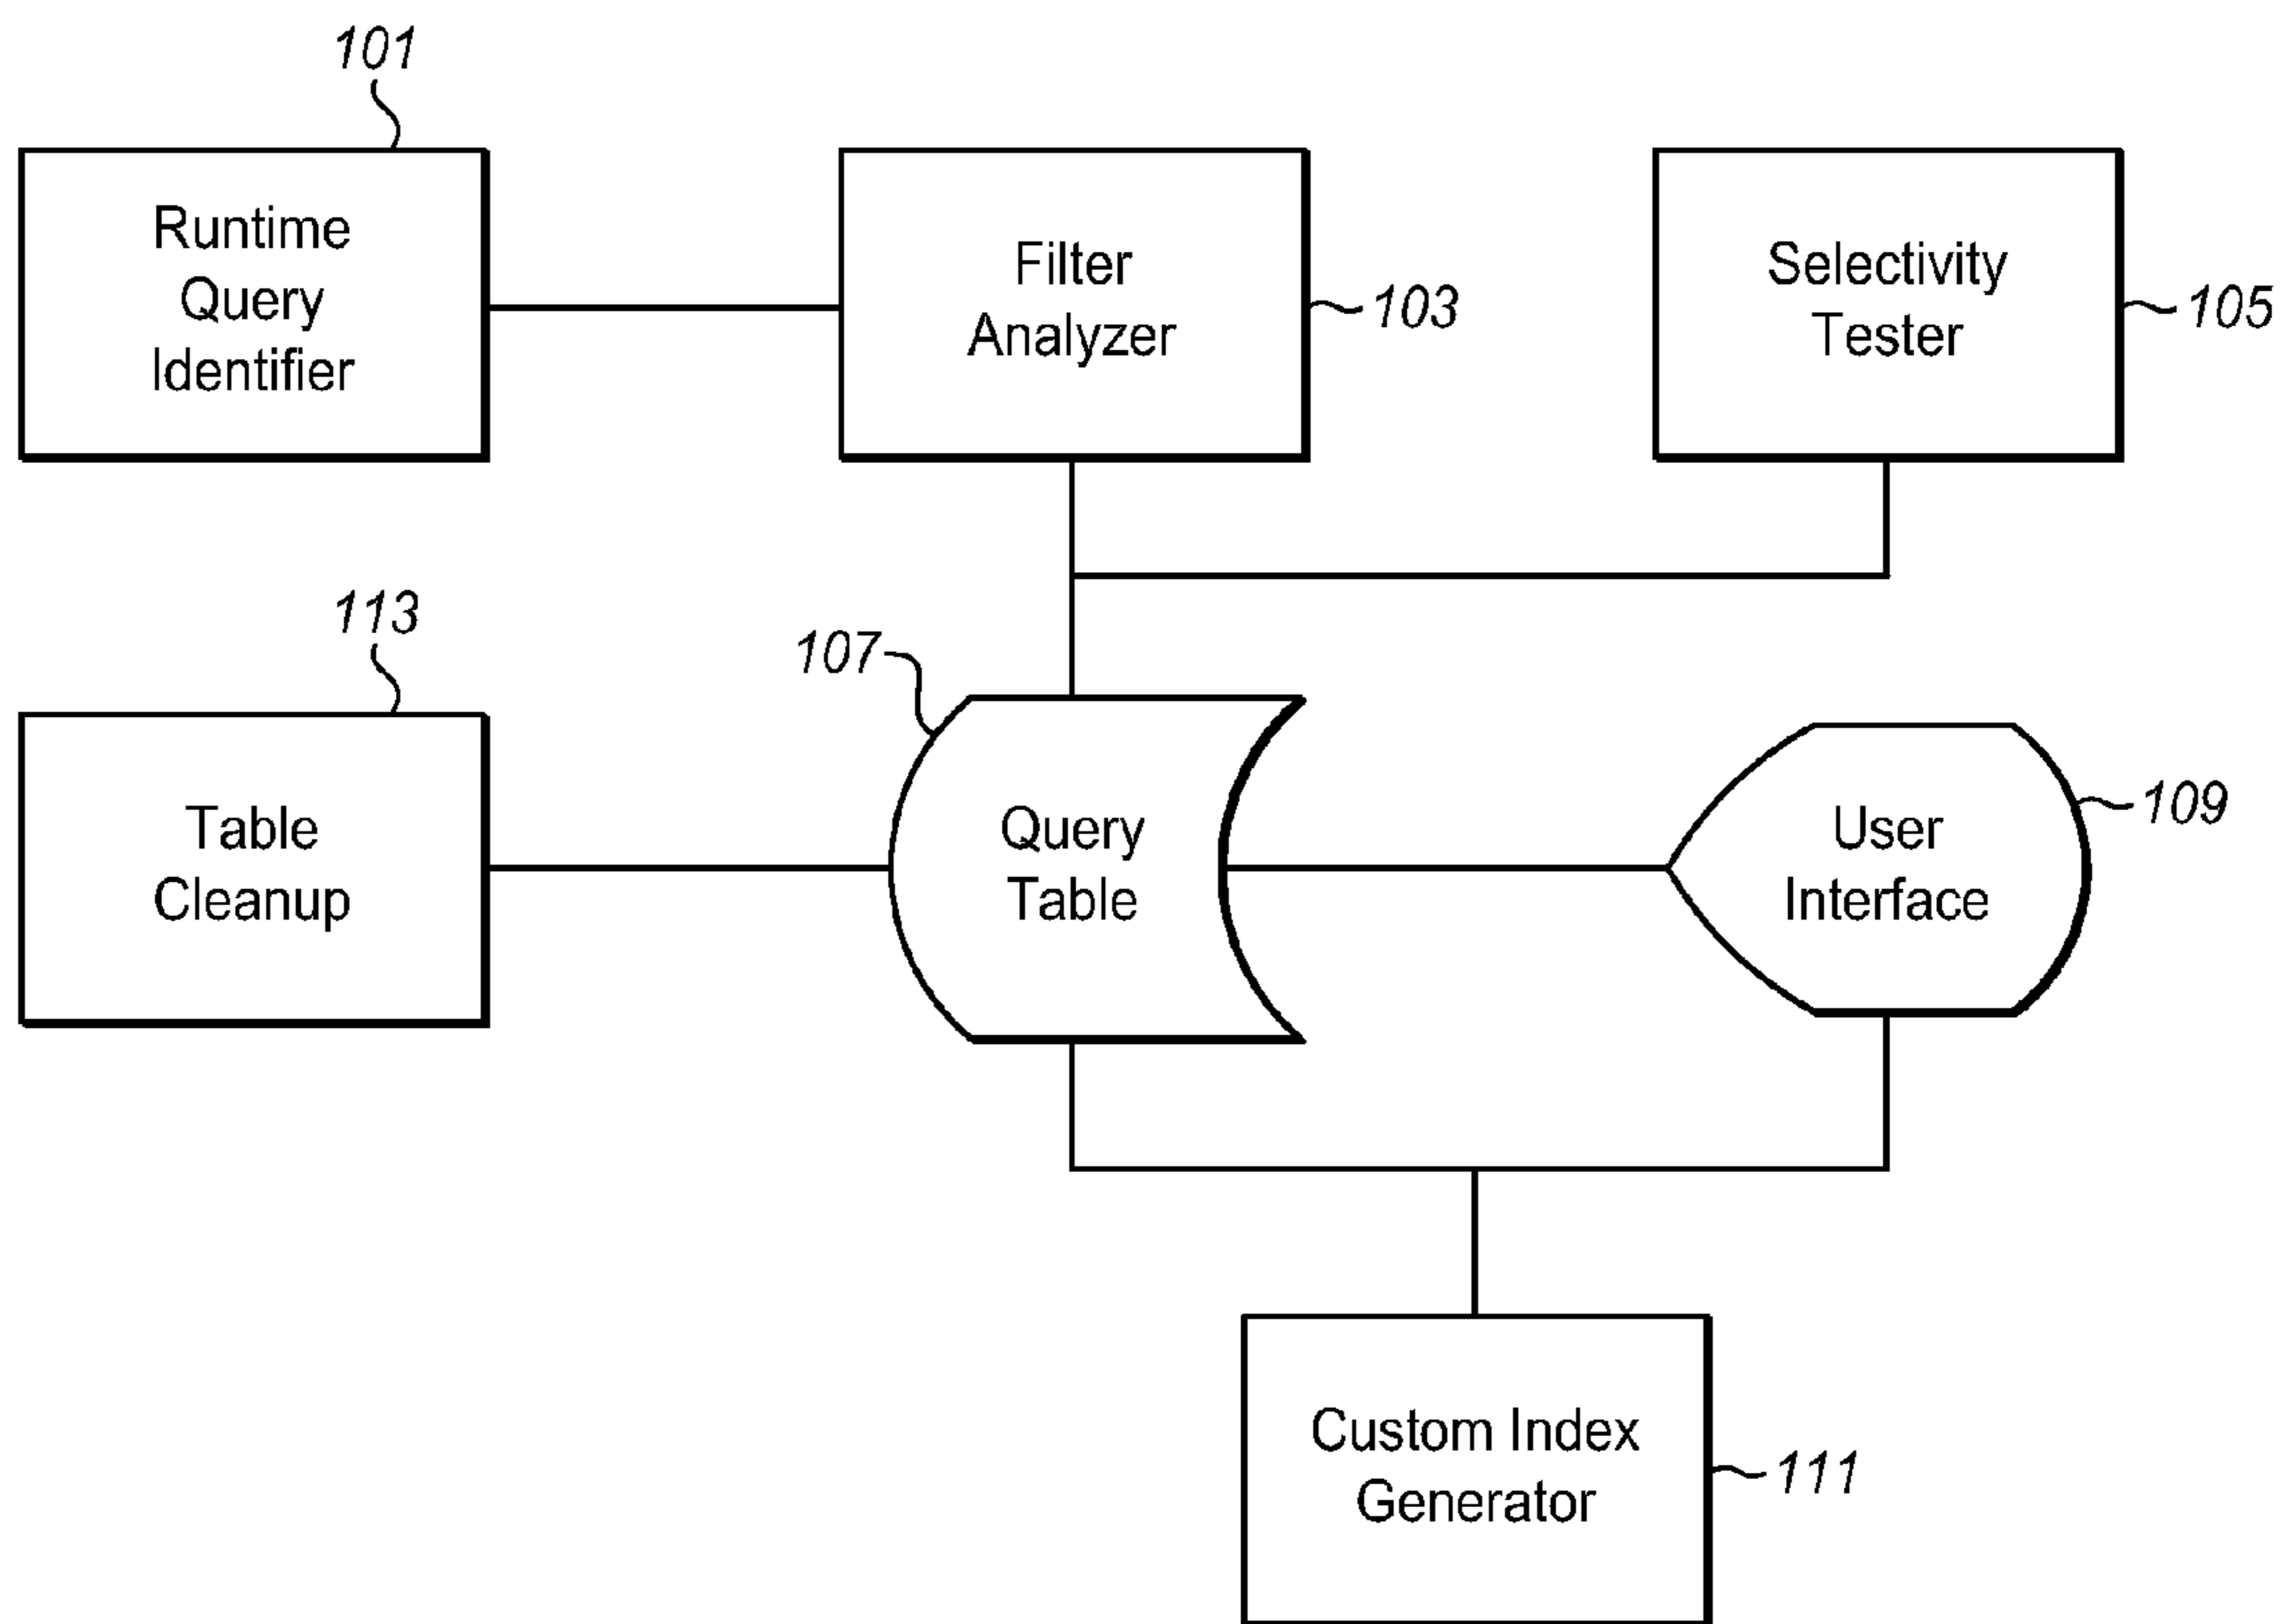 101
Runtime
Query
Identifier
Filter
Analyzer
103
Selectivity
Tester
105
113
Table
Cleanup
107
Query
Table
User
Interface
109
Custom Index
Generator
111